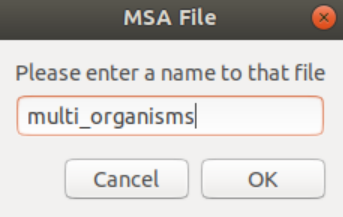 MSA File
Please enter a name to that file
multi_organisms
Cancel OK